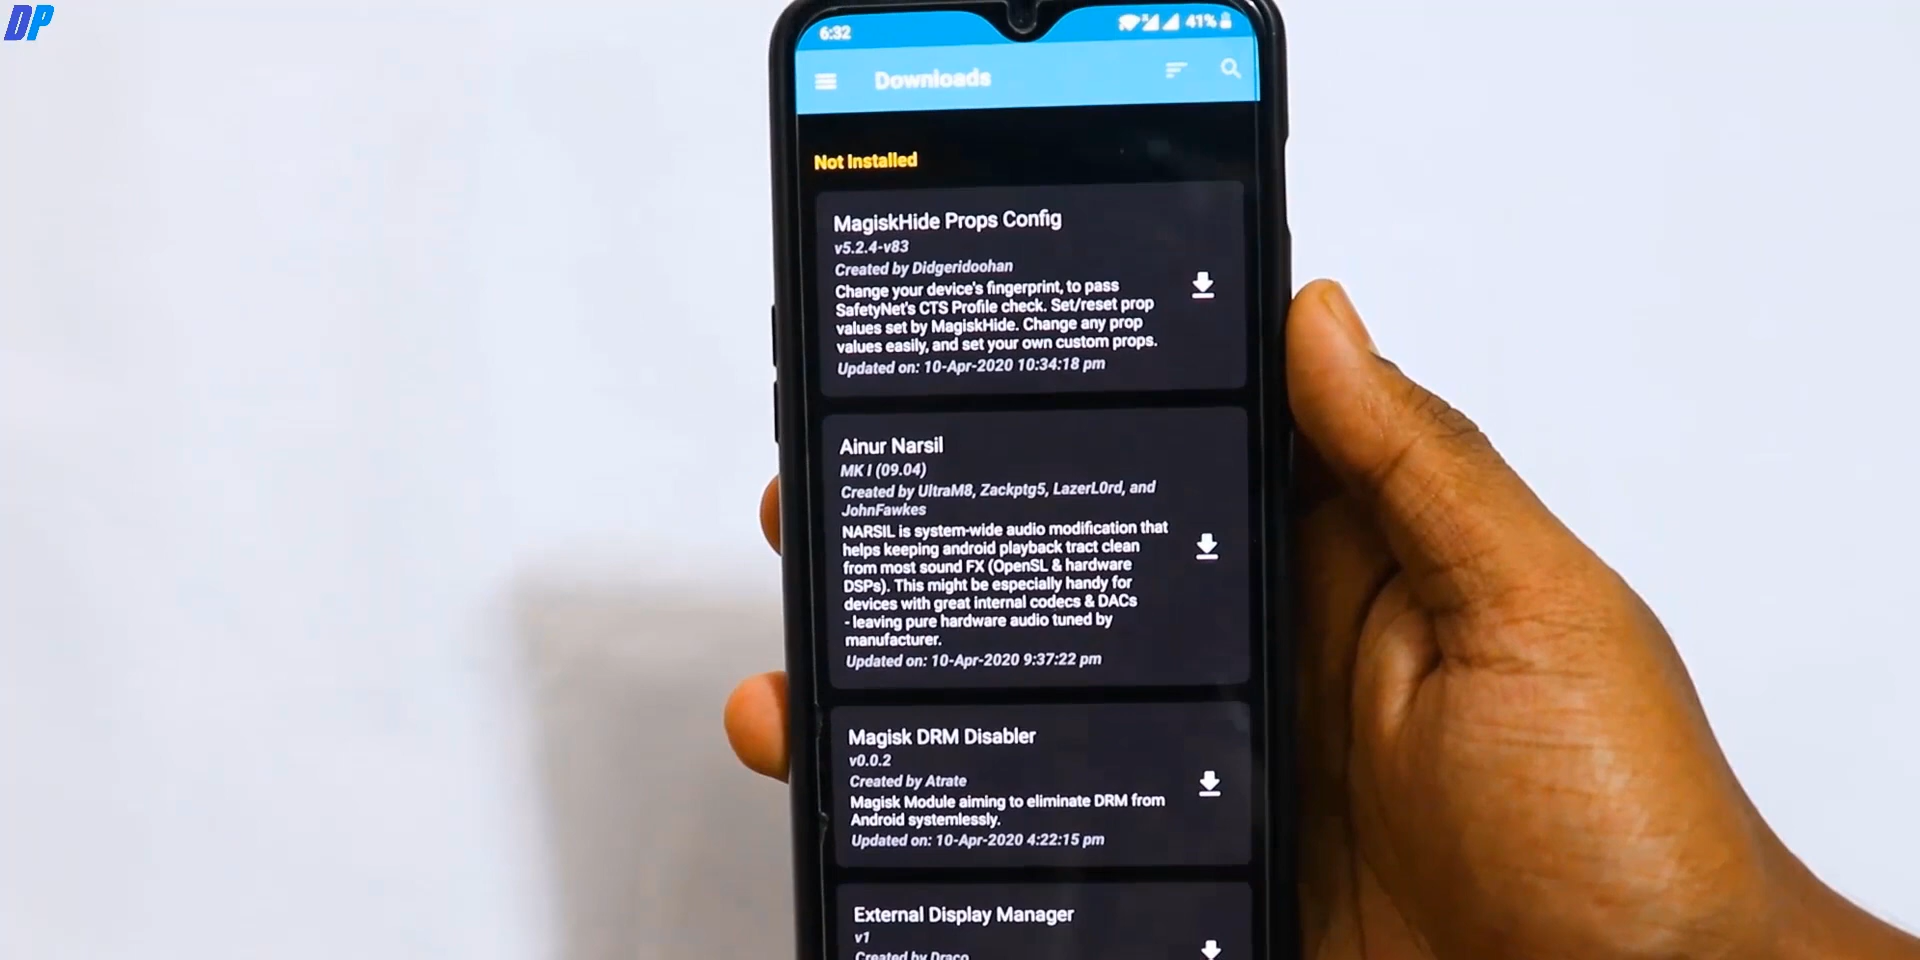 DP
6:32
41%
Downloads
Not Installed
MagiskHide Props Config
v5.2.4-v83
Created by Didgeridoohan
Change your device's fingerprint, to pass
SafetyNet's CTS Profile check. Set/reset prop
values set by MagiskHide. Change any prop
values easily, and set your own custom props.
Updated on: 10-Apr-2020 10:34:18 pm
Ainur Narsil
MK I (09.04)
Created by UltraM8, Zackptg5, LazerL0rd, and
JohnFawkes
NARSIL is system-wide audio modification that
helps keeping android playback tract clean
from most sound FX (OpenSL & hardware
DSPs). This might be especially handy for
devices with great internal codecs & DACs
- leaving pure hardware audio tuned by
manufacturer.
Updated on: 10-Apr-2020 9:37:22 pm
Magisk DRM Disabler
v0.0.2
Created by Atrate
Magisk Module aiming to eliminate DRM from
Android systemlessly.
Updated on: 10-Apr-2020 4:22:15 pm
External Display Manager
v1
Created by Draco